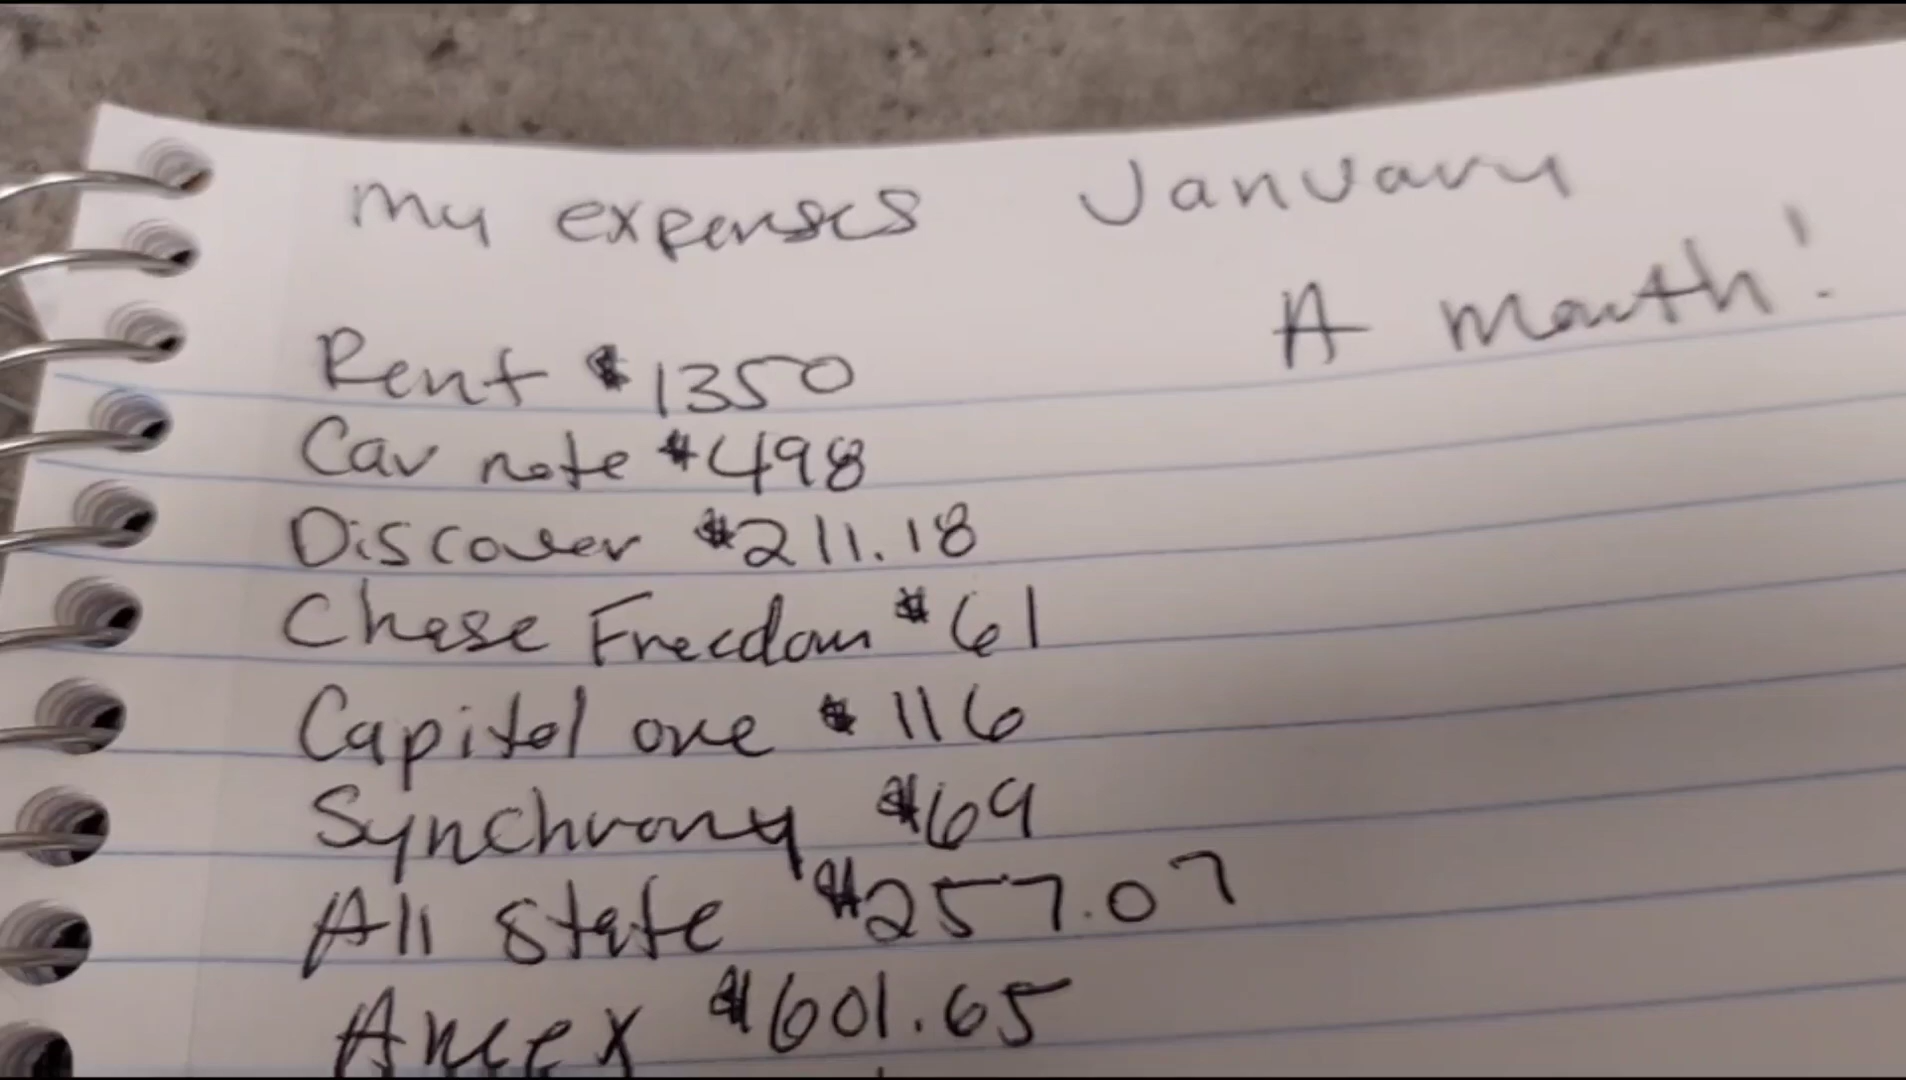 my expenses January
A month!
Rent $1350
Car note $498
Discover $211.18
Chase Freedom $61
Capitol one $116
Synchrony $69
All state $257.07
Amex $601.65